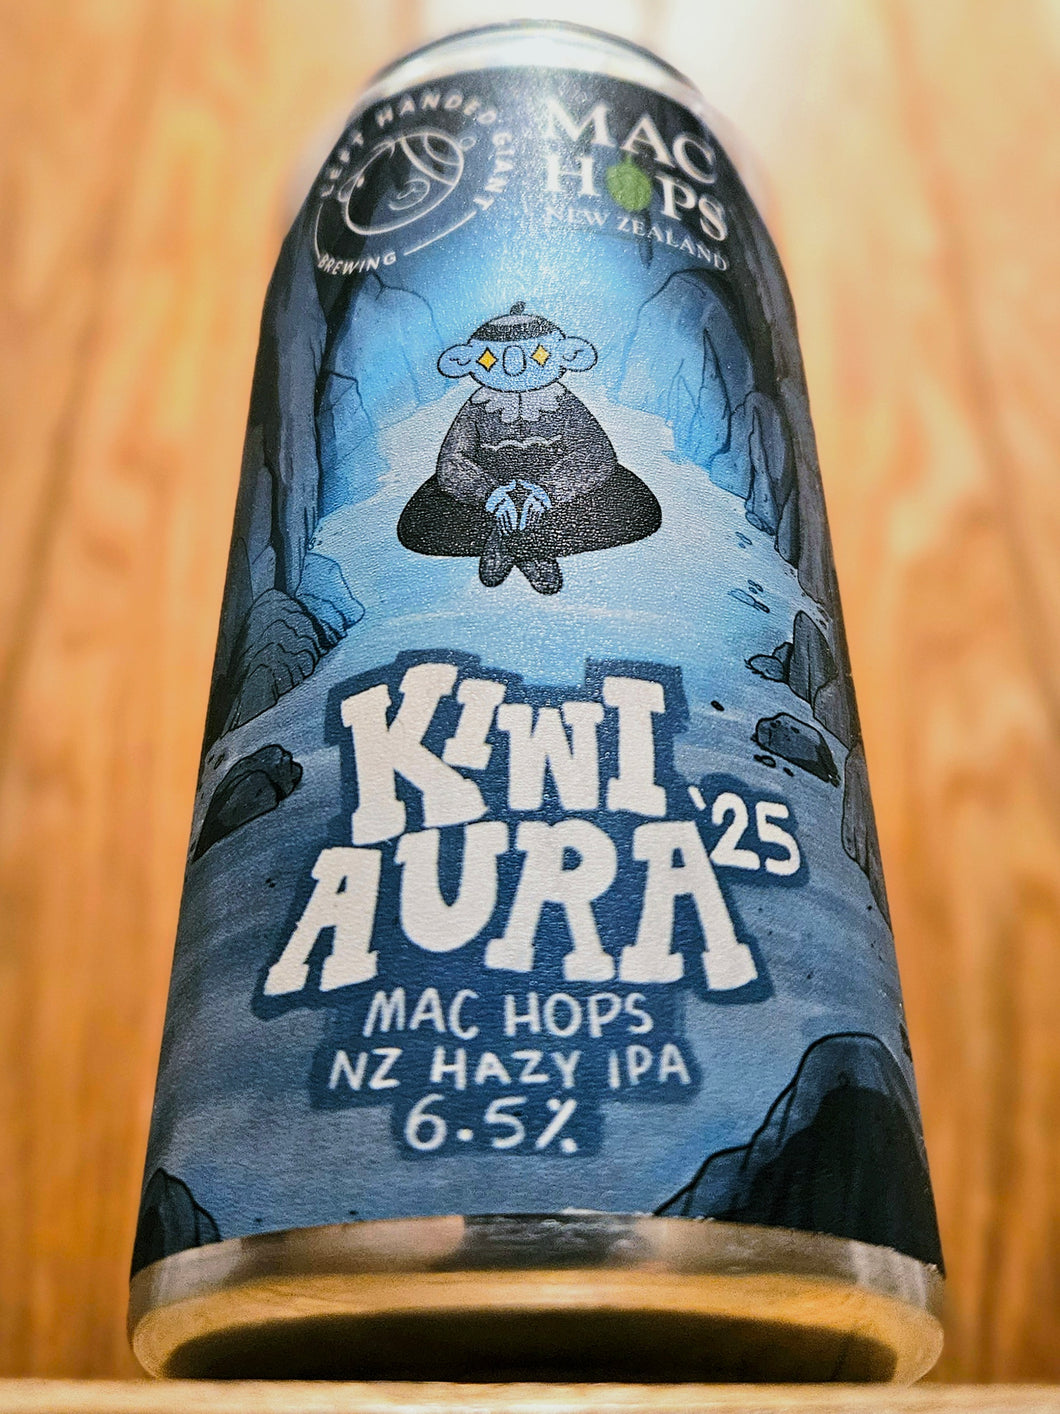 LEFT HANDED GIANT
BREWING
MAC
HOPS
NEW ZEALAND
KIWI
AURA '25
MAC HOPS
NZ HAZY IPA
6.5%